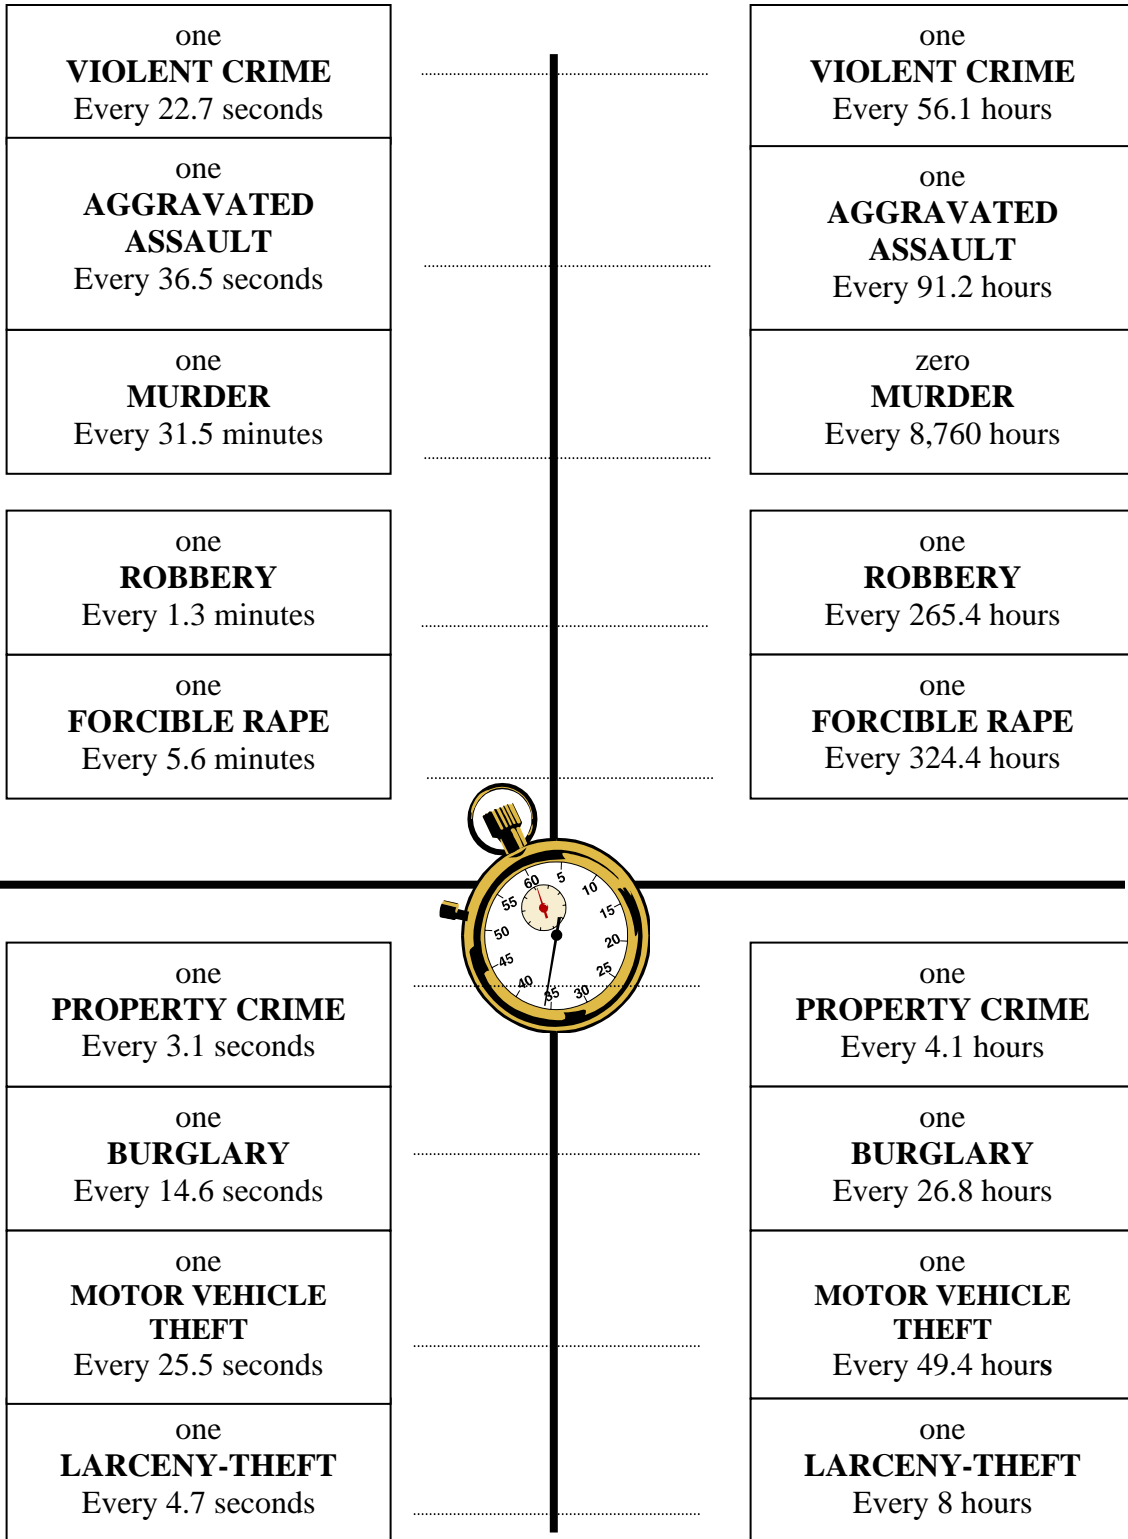 one
VIOLENT CRIME
Every 22.7 seconds
one
AGGRAVATED
ASSAULT
Every 36.5 seconds
one
MURDER
Every 31.5 minutes
one
ROBBERY
Every 1.3 minutes
one
FORCIBLE RAPE
Every 5.6 minutes
one
VIOLENT CRIME
Every 56.1 hours
one
AGGRAVATED
ASSAULT
Every 91.2 hours
zero
MURDER
Every 8,760 hours
one
ROBBERY
Every 265.4 hours
one
FORCIBLE RAPE
Every 324.4 hours
60
5
10
15
20
25
30
35
40
45
50
55
one
PROPERTY CRIME
Every 3.1 seconds
one
BURGLARY
Every 14.6 seconds
one
MOTOR VEHICLE
THEFT
Every 25.5 seconds
one
LARCENY-THEFT
Every 4.7 seconds
one
PROPERTY CRIME
Every 4.1 hours
one
BURGLARY
Every 26.8 hours
one
MOTOR VEHICLE
THEFT
Every 49.4 hours
one
LARCENY-THEFT
Every 8 hours